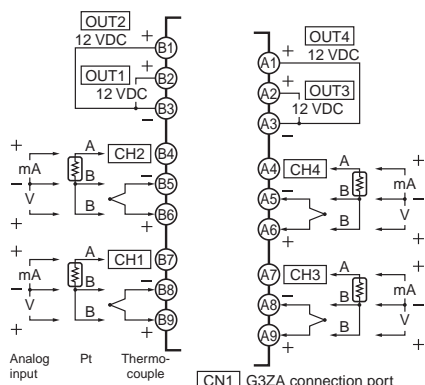 OUT2
12 VDC
+
B1
OUT1
+
B2
12 VDC
B3
−
B4
CH2
A
+
mA
−
B
−
B5
V
+
B
+
B6
B7
CH1
A
+
mA
−
B
−
B8
V
+
B
+
B9
Analog
input
Pt
Thermo-
couple
OUT4
+
12 VDC
A1
A2
+
OUT3
12 VDC
A3
−
A4
CH4
A
+
mA
A5
−
B
−
V
A6
+
B
+
A7
CH3
A
+
mA
A8
−
B
−
V
A9
+
B
+
CN1 G3ZA connection port